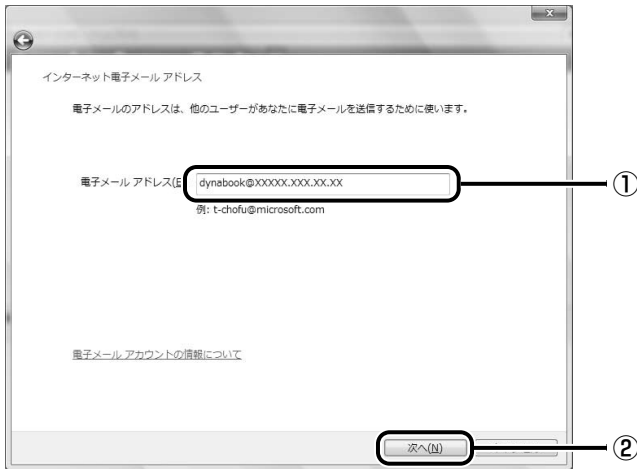 インターネット電子メール アドレス
電子メールのアドレスは、他のユーザーがあなたに電子メールを送信するために使います。
電子メール アドレス(E
dynabook@XXXXX.XXX.XX.XX
①
例: t-chofu@microsoft.com
電子メール アカウントの情報について
次へ(N)
②